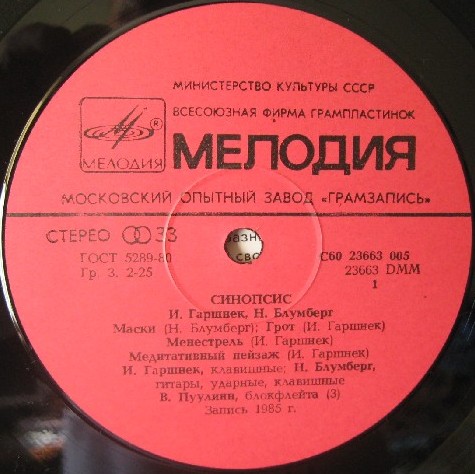 МИНИСТЕРСТВО КУЛЬТУРЫ СССР
ВСЕСОЮЗНАЯ ФИРМА ГРАМПЛАСТИНОК
МЕЛОДИЯ ®
МЕЛОДИЯ
МОСКОВСКИЙ ОПЫТНЫЙ ЗАВОД «ГРАМЗАПИСЬ»
СТЕРЕО 33
ГОСТ 5289-80
Гр. 3. 2-25
С60 23663 005
23663 DMM
1
СИНОПСИС
И. Гаршнек, Н. Блумберг
Маски (Н. Блумберг); Грот (И. Гаршнек)
Менестрель (И. Гаршнек)
Медитативный пейзаж (И. Гаршнек)
И. Гаршнек, клавишные; Н. Блумберг,
гитары, ударные, клавишные
В. Пуулинн, блокфлейта (3)
Запись 1985 г.